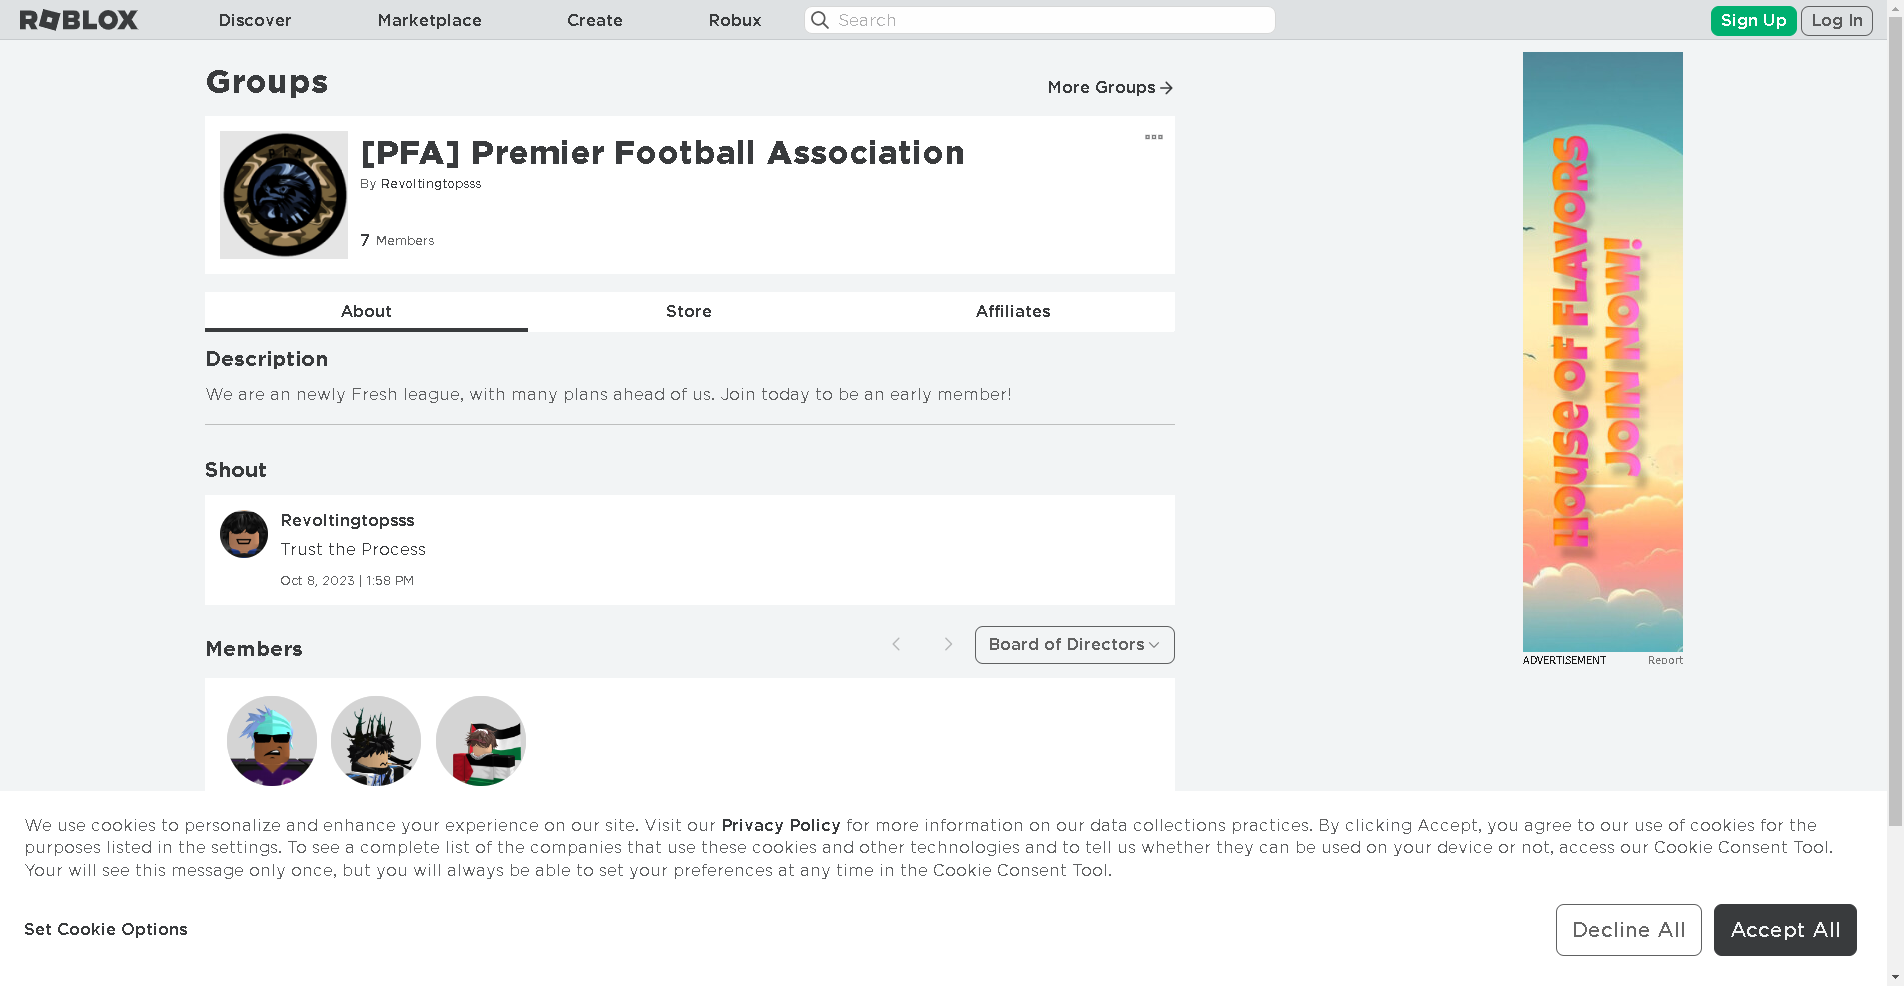 ROBLOX
Discover
Marketplace
Create
Robux
Search
Sign Up
Log In
Groups
More Groups
[PFA] Premier Football Association
By Revoltingtopsss
7 Members
PFA
About
Store
Affiliates
Description
We are an newly Fresh league, with many plans ahead of us. Join today to be an early member!
Shout
Revoltingtopsss
Trust the Process
Oct 8, 2023 | 1:58 PM
Members
Board of Directors
House of FLAVORS
JOIN NOW!
ADVERTISEMENT
Report
We use cookies to personalize and enhance your experience on our site. Visit our Privacy Policy for more information on our data collections practices. By clicking Accept, you agree to our use of cookies for the
purposes listed in the settings. To see a complete list of the companies that use these cookies and other technologies and to tell us whether they can be used on your device or not, access our Cookie Consent Tool.
Your will see this message only once, but you will always be able to set your preferences at any time in the Cookie Consent Tool.
Set Cookie Options
Decline All
Accept All